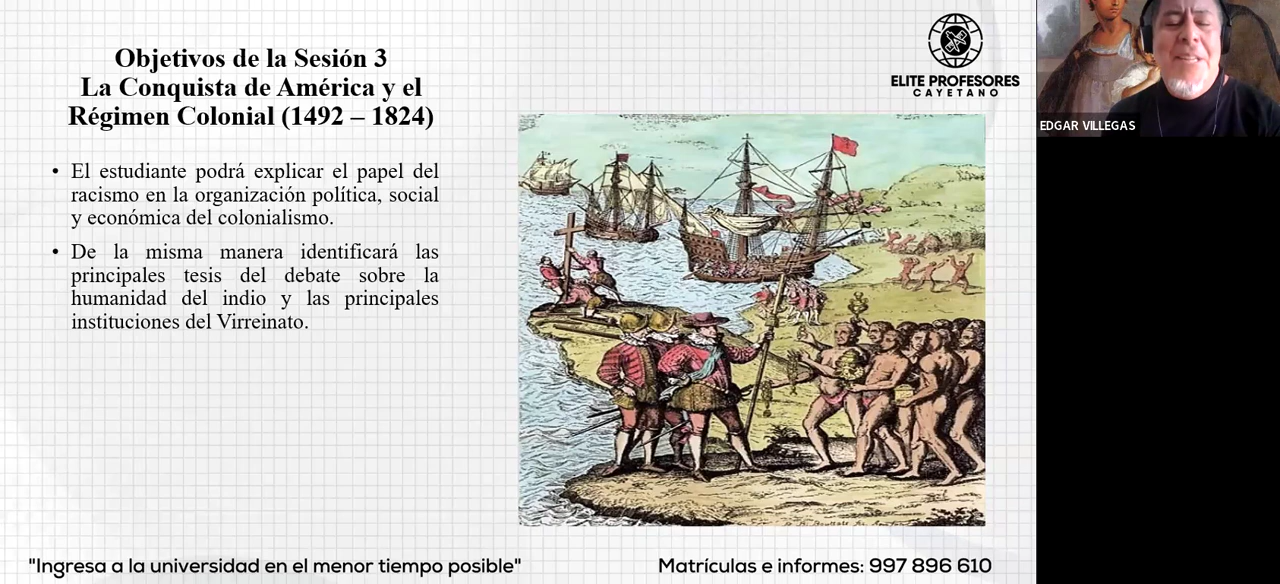 Objetivos de la Sesión 3
La Conquista de América y el
Régimen Colonial (1492 – 1824)
• El estudiante podrá explicar el papel del
racismo en la organización política, social
y económica del colonialismo.
• De la misma manera identificará las
principales tesis del debate sobre la
humanidad del indio y las principales
instituciones del Virreinato.
ELITE PROFESORES
CAYETANO
EDGAR VILLEGAS
"Ingresa a la universidad en el menor tiempo posible"
Matrículas e informes: 997 896 610